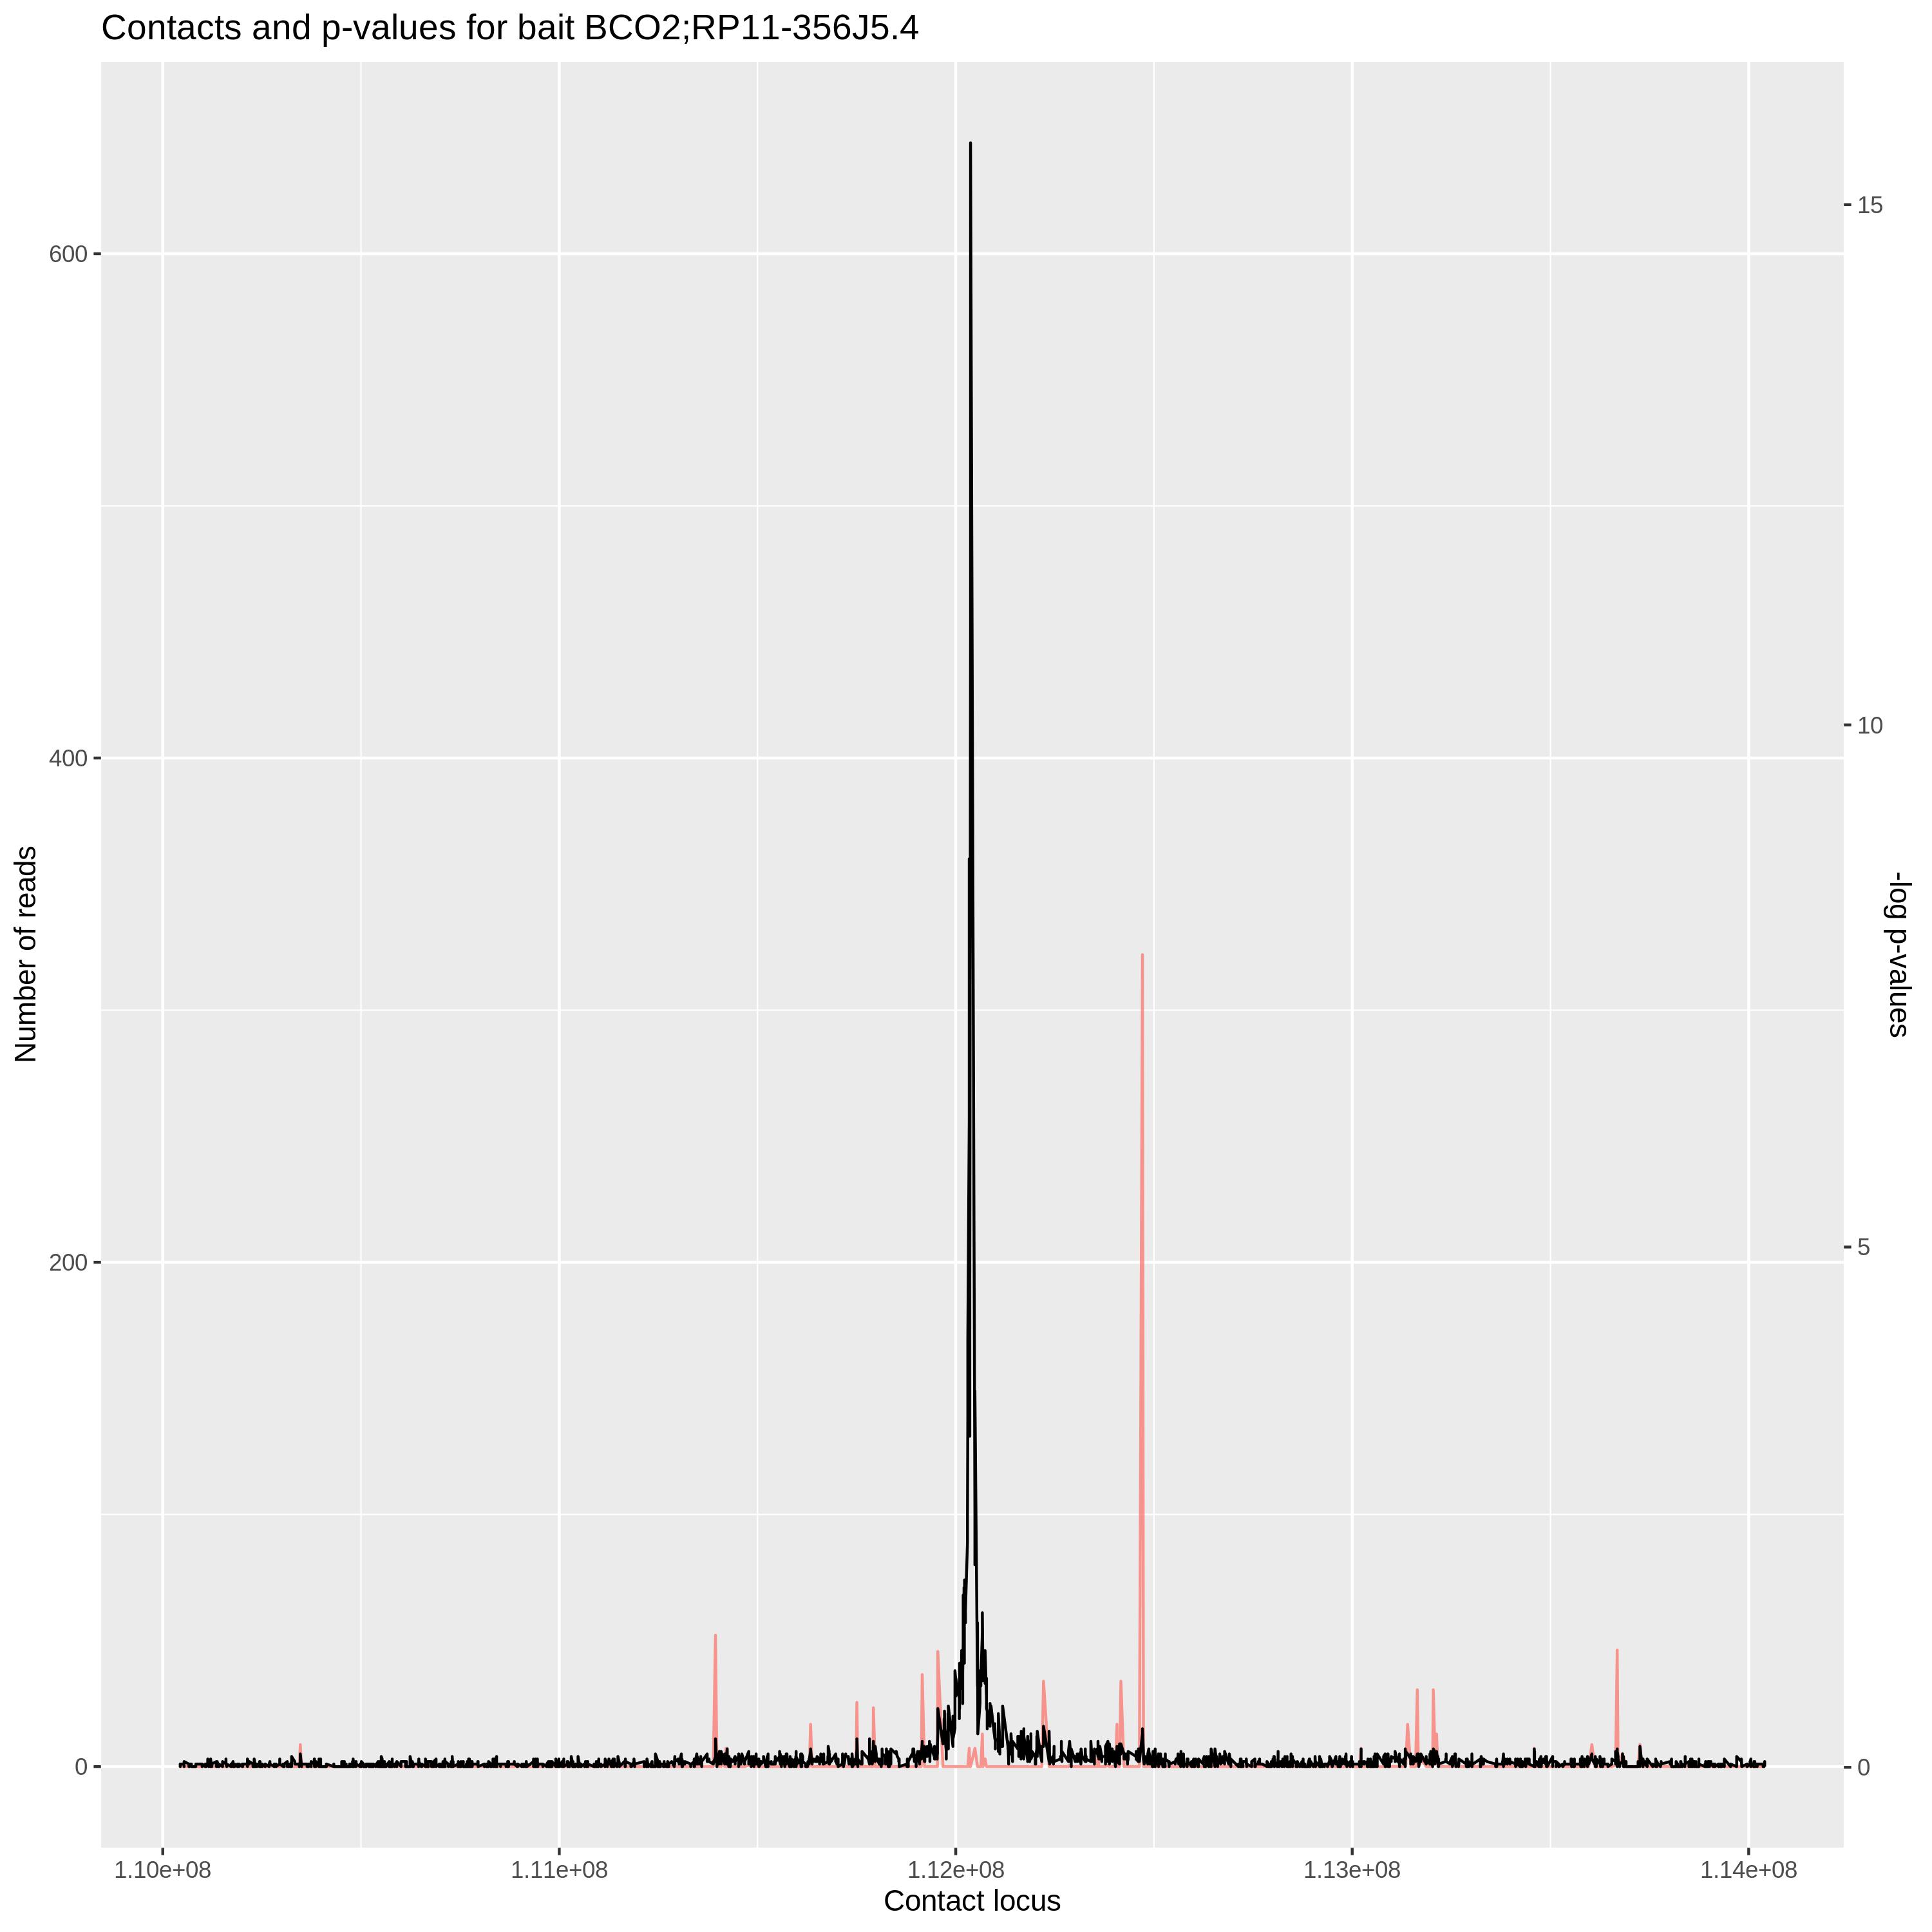 Contacts and p-values for bait BCO2;RP11-356J5.4
Number of reads
600
400
200
0
15
10
5
0
-log p-values
1.10e+08
1.11e+08
1.12e+08
1.13e+08
1.14e+08
Contact locus